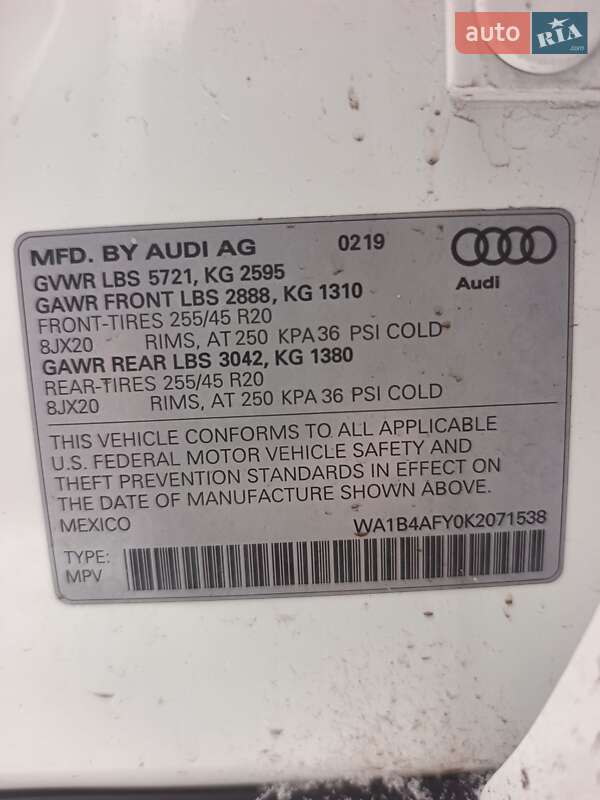 auto RIA .com
MFD. BY AUDI AG 0219
GVWR LBS 5721, KG 2595
GAWR FRONT LBS 2888, KG 1310
Audi
FRONT-TIRES 255/45 R20
8JX20 RIMS, AT 250 KPA 36 PSI COLD
GAWR REAR LBS 3042, KG 1380
REAR-TIRES 255/45 R20
8JX20 RIMS, AT 250 KPA 36 PSI COLD
THIS VEHICLE CONFORMS TO ALL APPLICABLE
U.S. FEDERAL MOTOR VEHICLE SAFETY AND
THEFT PREVENTION STANDARDS IN EFFECT ON
THE DATE OF MANUFACTURE SHOWN ABOVE.
MEXICO WA1B4AFY0K2071538
TYPE:
MPV